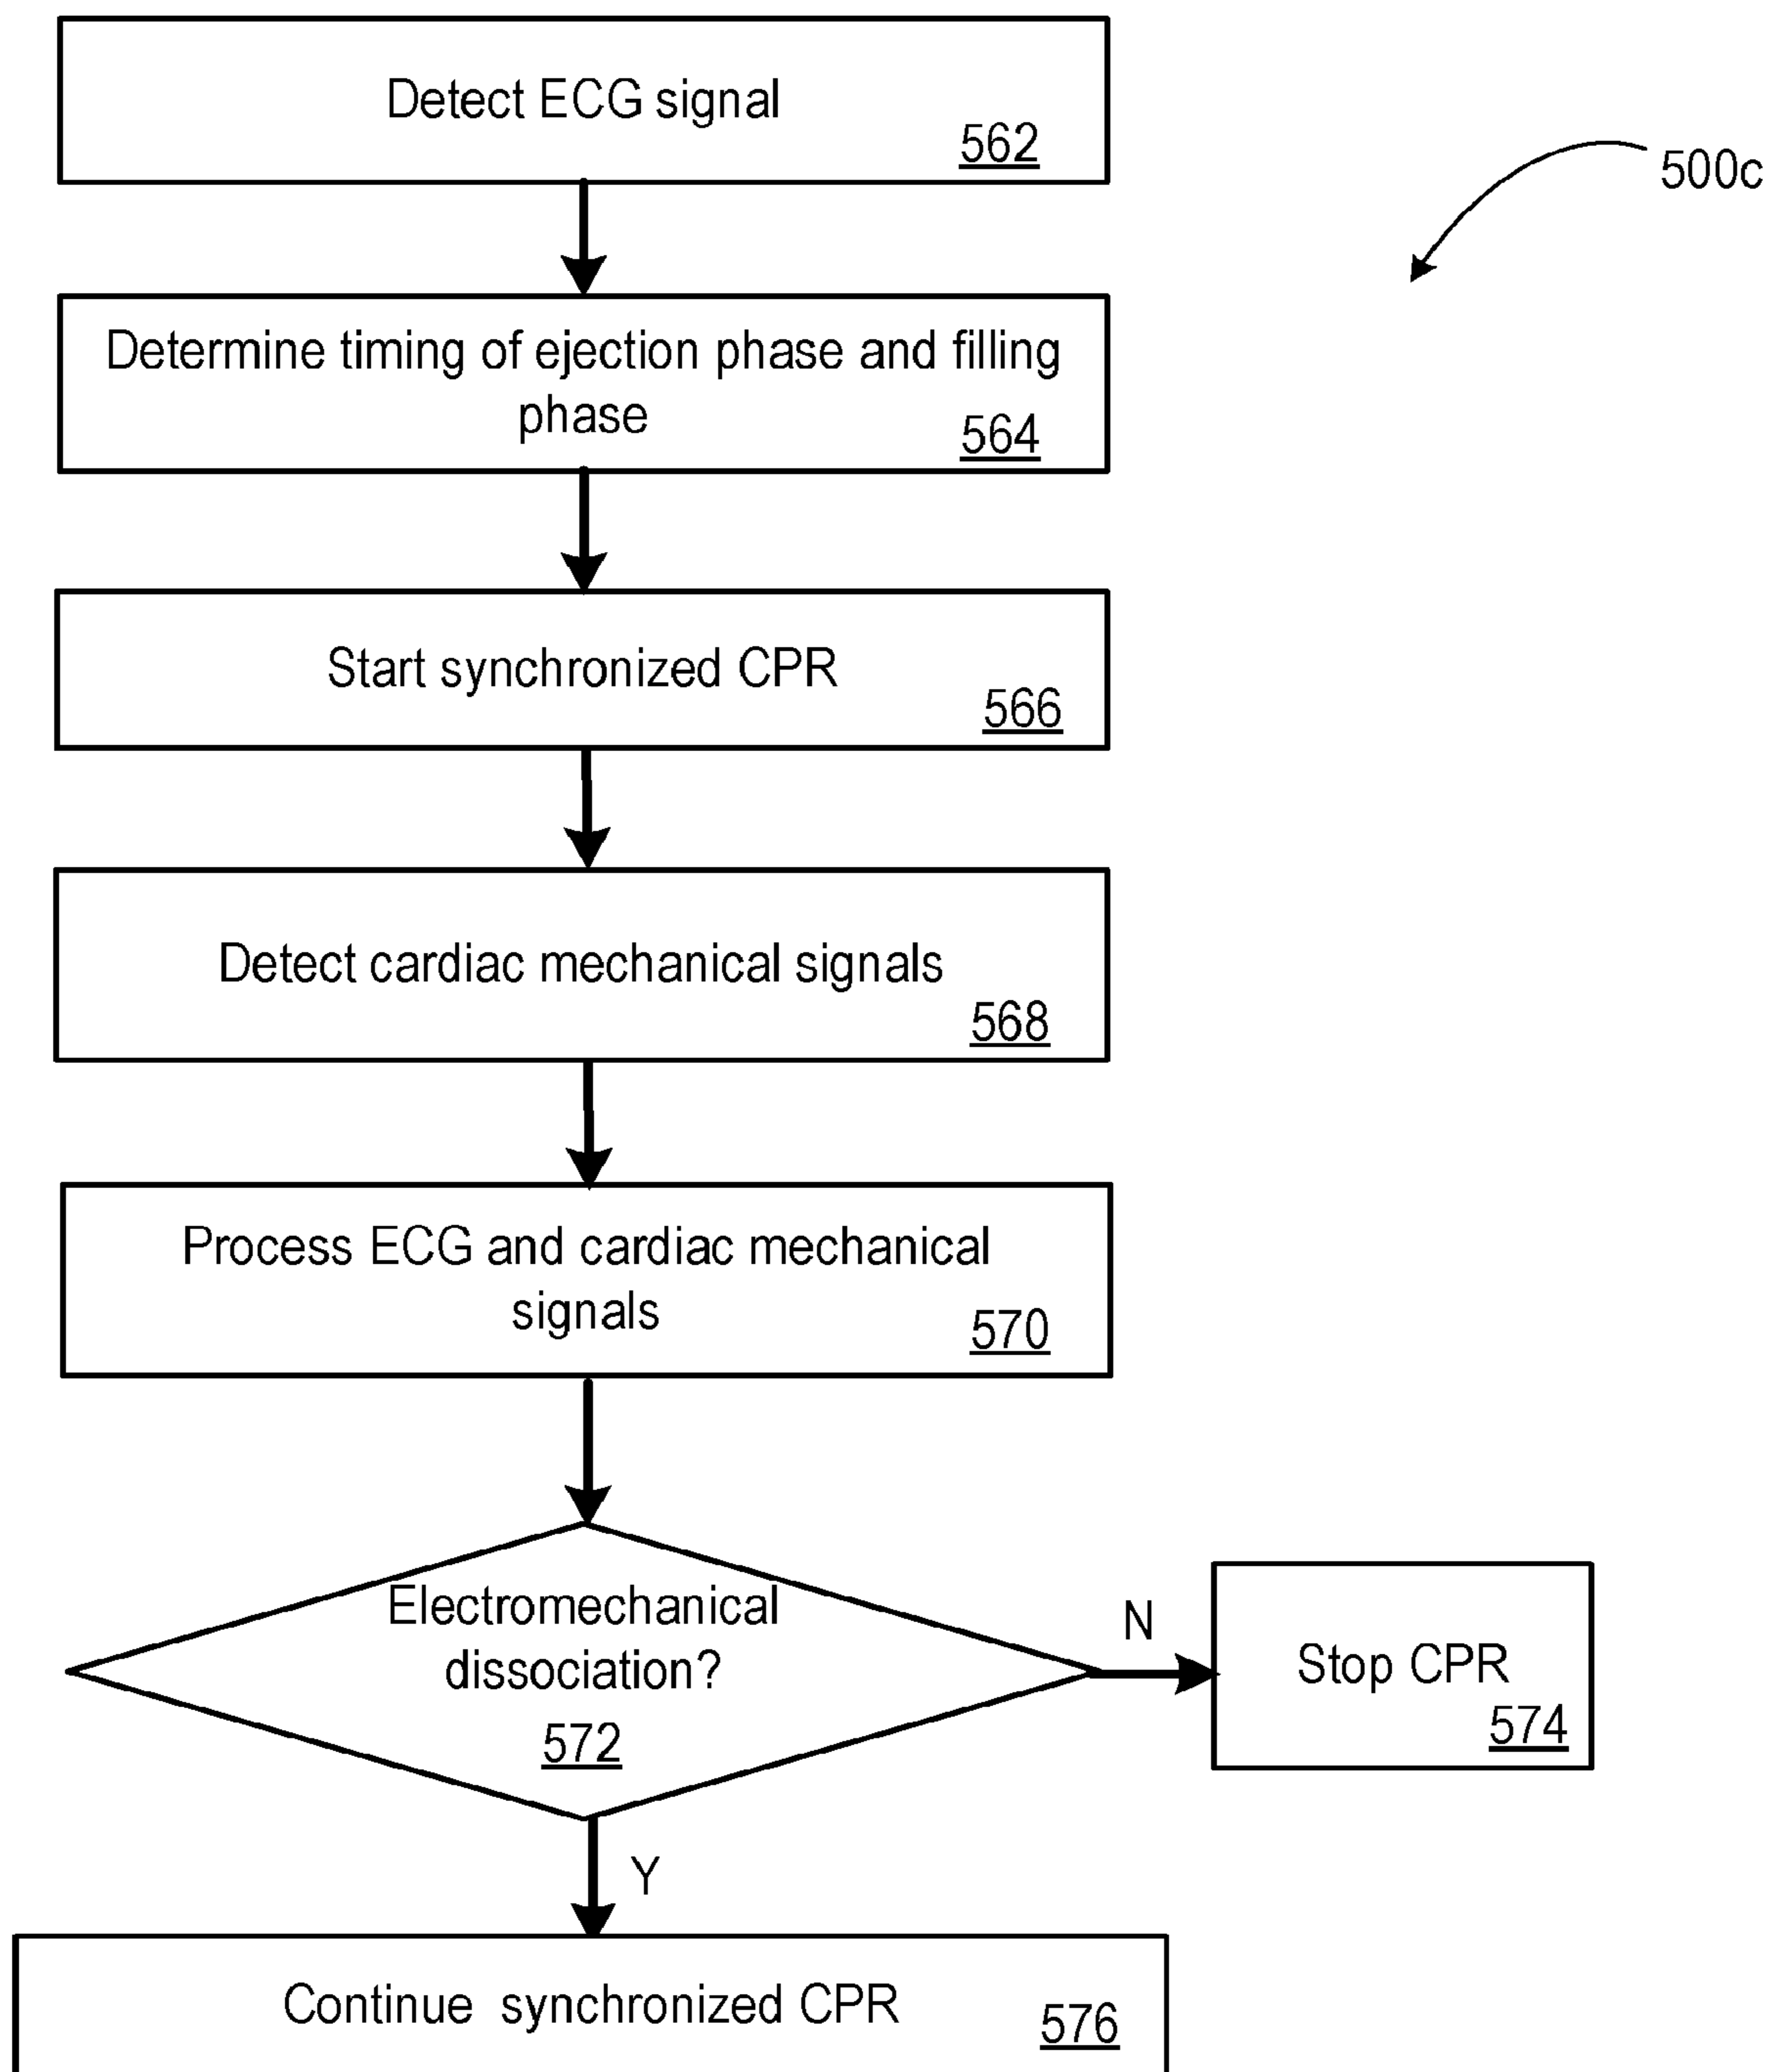 Detect ECG signal
562
500c
Determine timing of ejection phase and filling
phase
564
Start synchronized CPR
566
Detect cardiac mechanical signals
568
Process ECG and cardiac mechanical
signals
570
Electromechanical
dissociation?
572
N
Stop CPR
574
Y
Continue synchronized CPR
576